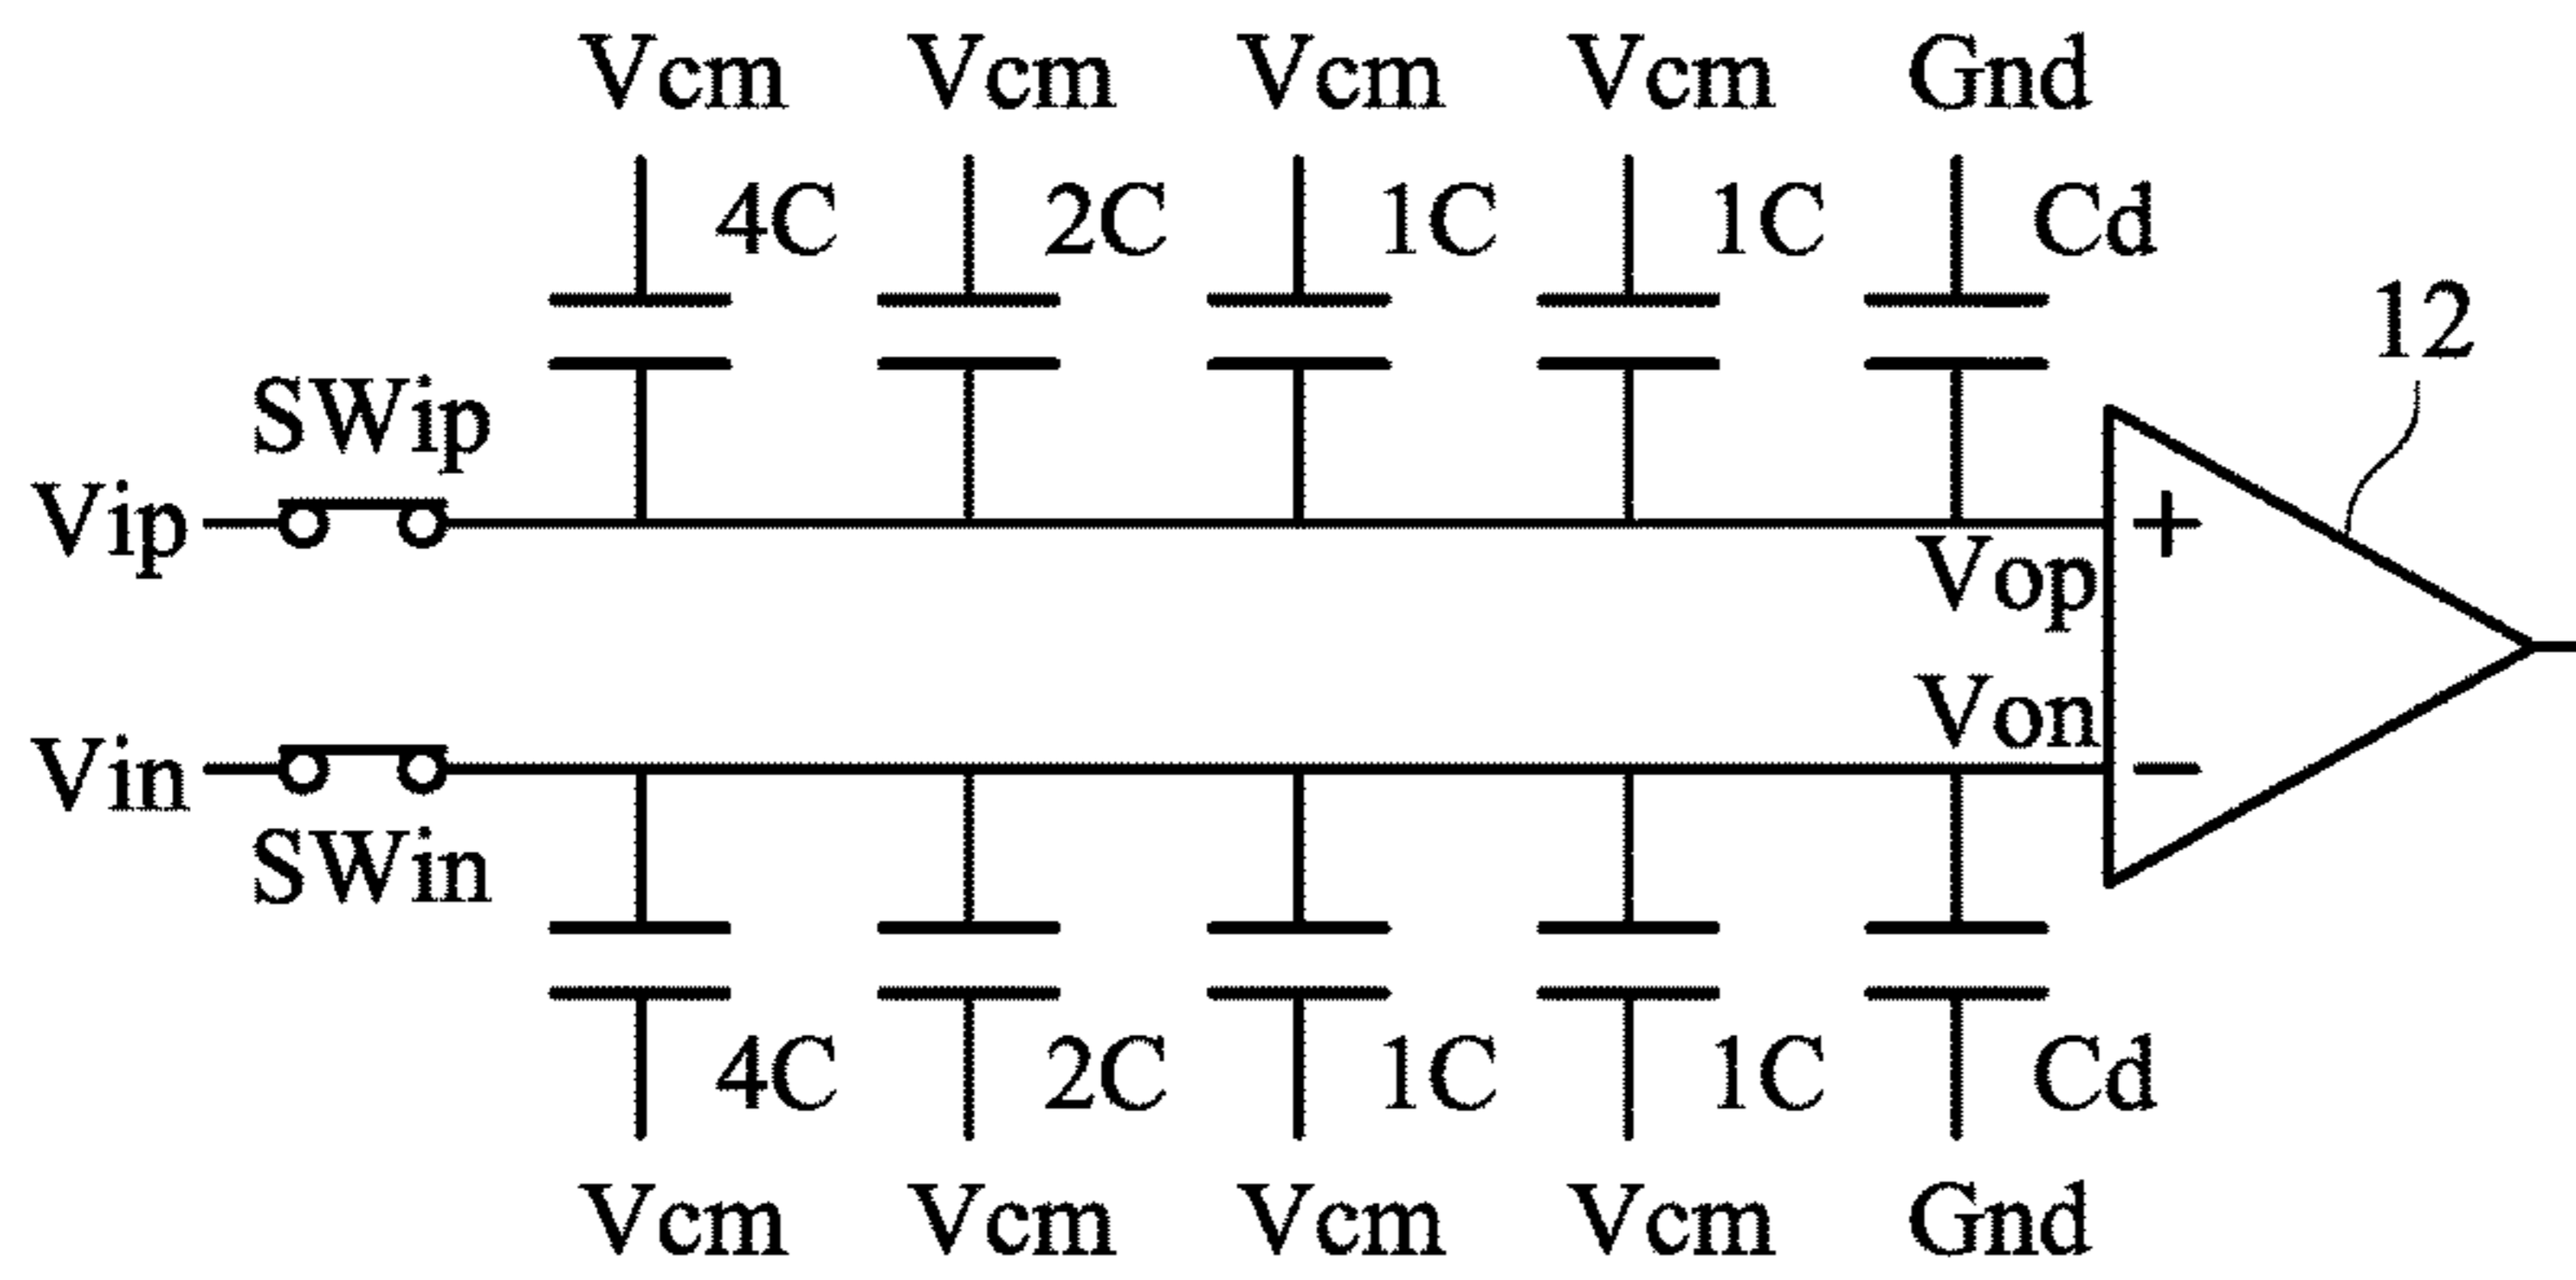 Vcm Vcm Vcm Vcm Gnd
4C 2C 1C 1C Cd
12
SWip
Vip
+
Vop
Von
Vin
−
SWin
4C 2C 1C 1C Cd
Vcm Vcm Vcm Vcm Gnd